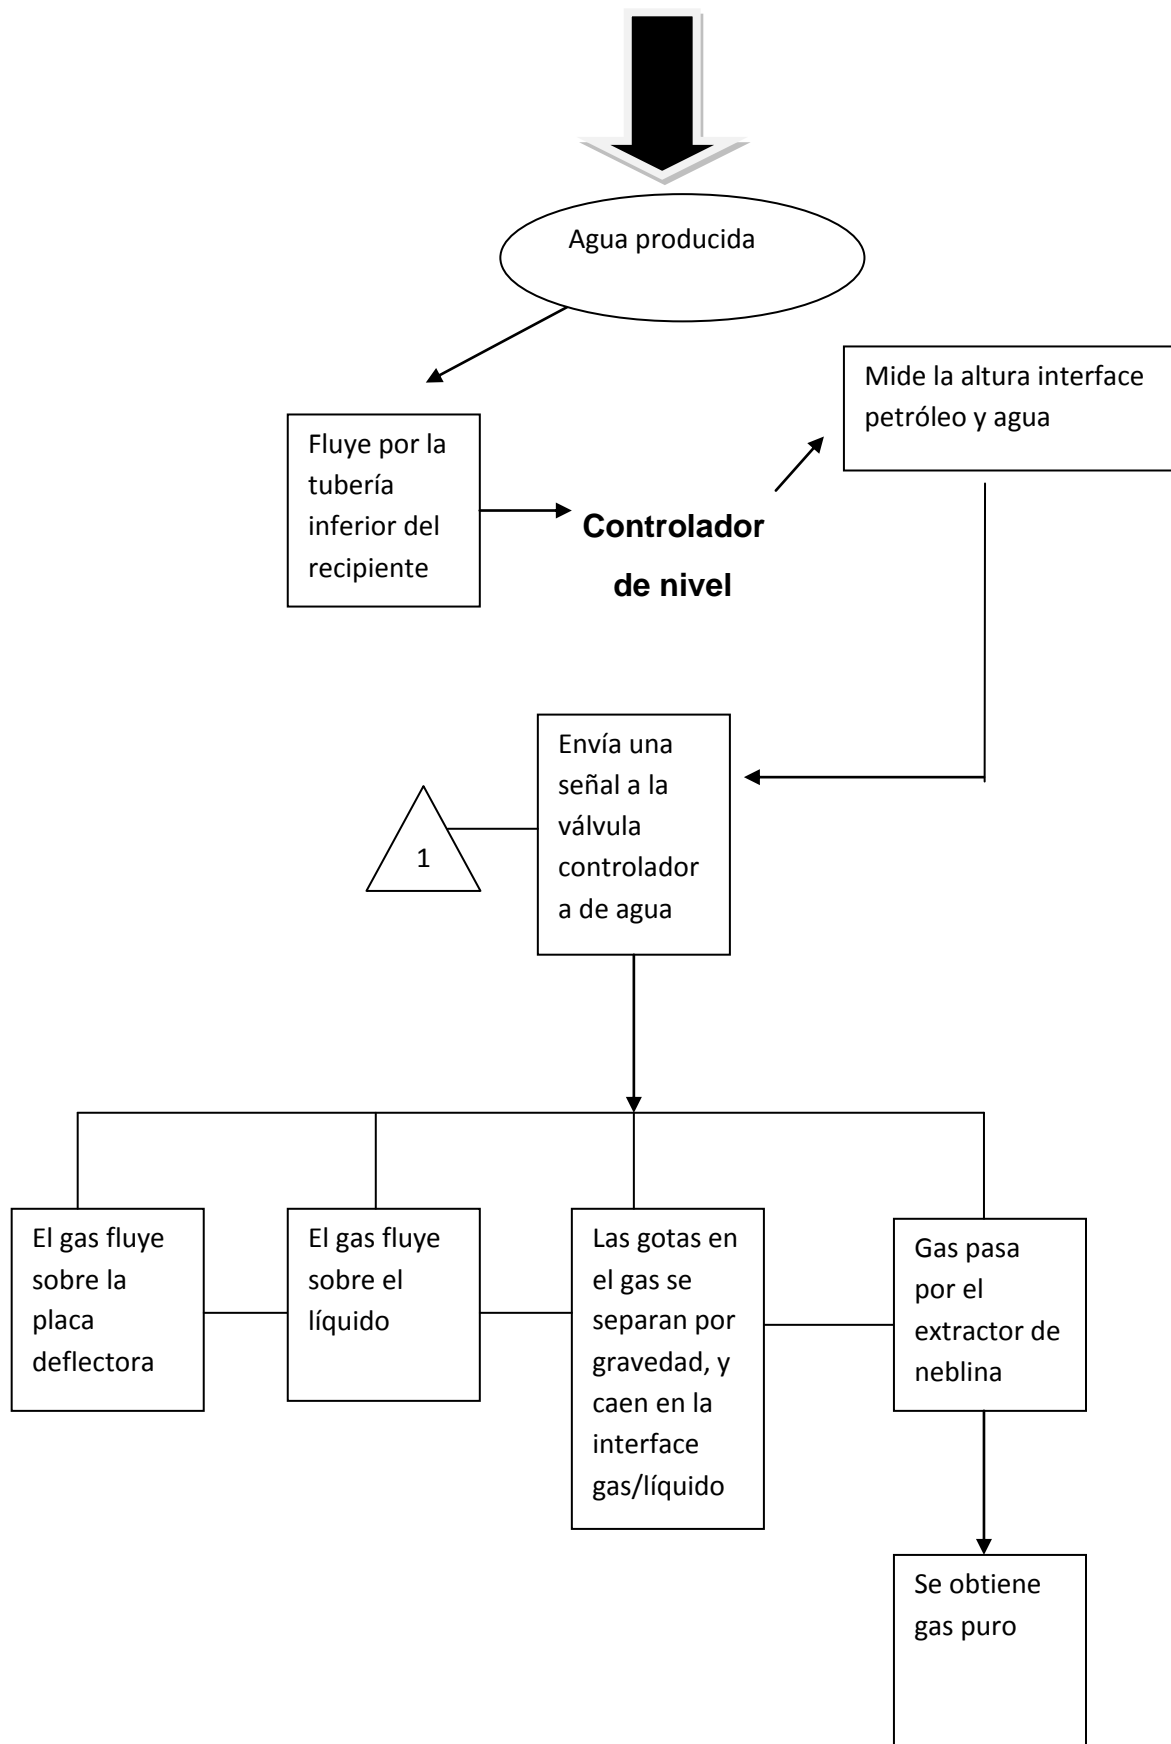 Agua producida
Mide la altura interface
petróleo y agua
Fluye por la
tubería
inferior del
recipiente
Controlador
de nivel
Envía una
señal a la
válvula
controlador
a de agua
1
El gas fluye
sobre la
placa
deflectora
El gas fluye
sobre el
líquido
Las gotas en
el gas se
separan por
gravedad, y
caen en la
interface
gas/líquido
Gas pasa
por el
extractor de
neblina
Se obtiene
gas puro